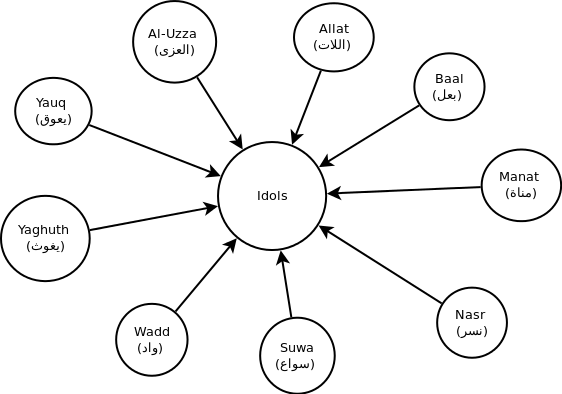 Al-Uzza
(العزى)
Allat
(اللات)
Baal
(بعل)
Yauq
(يعوق)
Manat
(مناة)
Idols
Yaghuth
(يغوث)
Nasr
(نسر)
Wadd
(واد)
Suwa
(سواع)